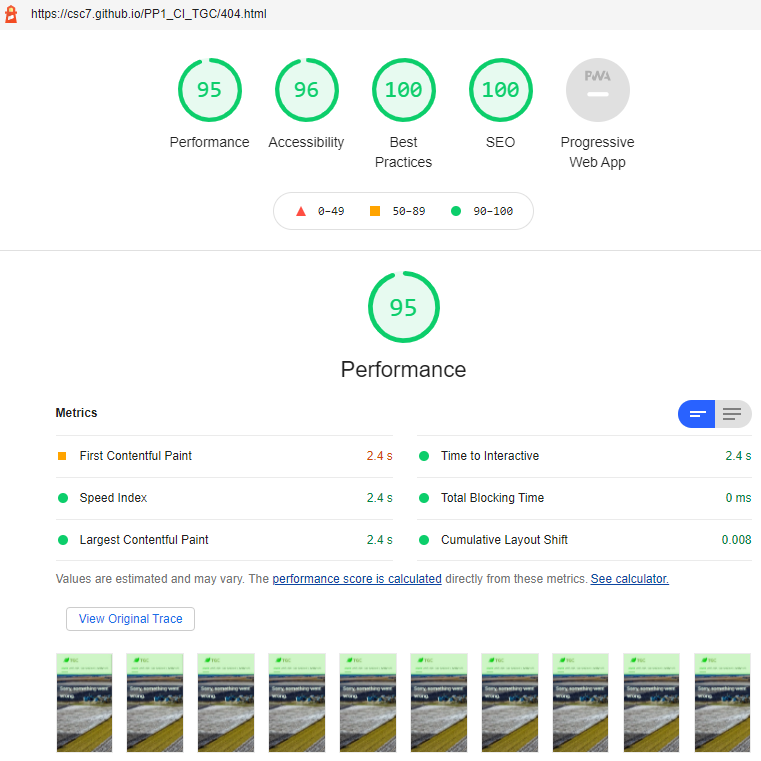 https://csc7.github.io/PP1_CI_TGC/404.html
95 96 100 100 PWA
Performance Accessibility Best Practices SEO Progressive Web App
0–49 50–89 90–100
95
Performance
Metrics
First Contentful Paint 2.4 s
Time to Interactive 2.4 s
Speed Index 2.4 s
Total Blocking Time 0 ms
Largest Contentful Paint 2.4 s
Cumulative Layout Shift 0.008
Values are estimated and may vary. The performance score is calculated directly from these metrics. See calculator.
View Original Trace
TGC TGC TGC TGC TGC TGC TGC TGC TGC TGC
Sorry, something went wrong Sorry, something went wrong Sorry, something went wrong Sorry, something went wrong Sorry, something went wrong Sorry, something went wrong Sorry, something went wrong Sorry, something went wrong Sorry, something went wrong Sorry, something went wrong